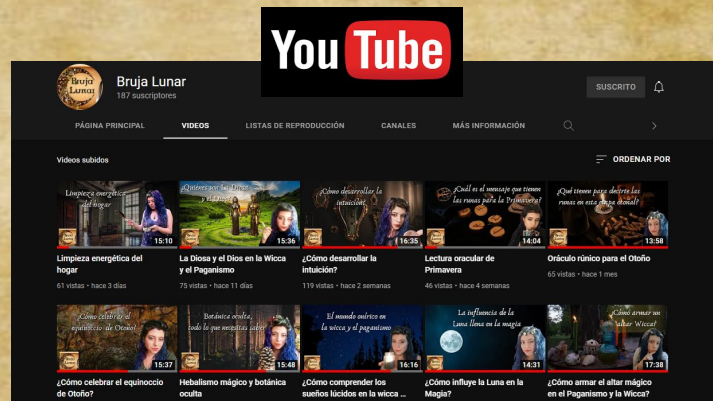 YouTube
Bruja Lunar
Bruja Lunar
187 suscriptores
SUSCRITO
PÁGINA PRINCIPAL VIDEOS LISTAS DE REPRODUCCIÓN CANALES MÁS INFORMACIÓN
Videos subidos
ORDENAR POR
Limpieza energética
del hogar
15:10
¿Quienes son La Diosa
y el
15:36
¿Cómo desarrollar la
intuición?
16:35
¿Cuál es el mensaje que tienen
las runas para la Primavera?
14:04
¿Qué tienen para decirte las
runas en esta etapa otoñal?
13:58
Limpieza energética del
hogar
61 vistas • hace 3 días
La Diosa y el Dios en la Wicca
y el Paganismo
75 vistas • hace 11 días
¿Cómo desarrollar la
intuición?
119 vistas • hace 2 semanas
Lectura oracular de
Primavera
46 vistas • hace 4 semanas
Oráculo rúnico para el Otoño
65 vistas • hace 1 mes
¿Cómo celebrar el
equinoccio de Otoño?
15:37
Botánica oculta,
todo lo que necesitas saber
15:48
El mundo onírico en
la wicca y el paganismo
16:16
La influencia de la
Luna llena en la magia
14:31
¿Cómo armar un
altar Wicca?
17:38
¿Cómo celebrar el equinoccio
de Otoño?
Hebalismo mágico y botánica
oculta
¿Cómo comprender los
sueños lúcidos en la wicca ...
¿Cómo influye la Luna en la
Magia?
¿Cómo armar el altar mágico
en el Paganismo y la Wicca?